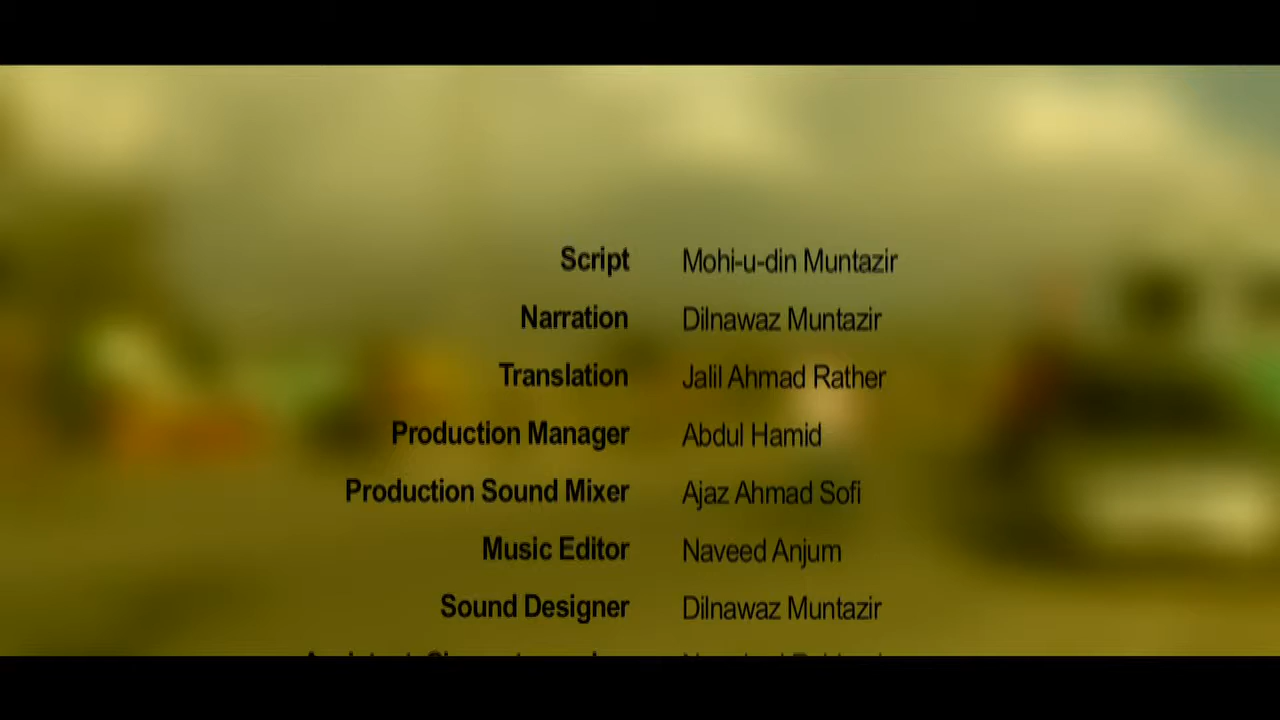 Script Mohi-u-din Muntazir
Narration Dilnawaz Muntazir
Translation Jalil Ahmad Rather
Production Manager Abdul Hamid
Production Sound Mixer Ajaz Ahmad Sofi
Music Editor Naveed Anjum
Sound Designer Dilnawaz Muntazir